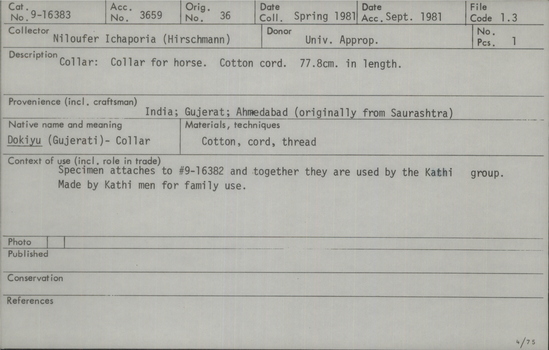 Cat. No. 9-16383 Acc. No. 3659 Orig. No. 36 Date Coll. Spring 1981 Date Acc. Sept. 1981 File Code 1.3
Collector Niloufer Ichaporia (Hirschmann) Donor Univ. Approp. No. Pcs. 1
Description Collar: Collar for horse. Cotton cord. 77.8cm. in length.
Provenience (incl. craftsman)
India; Gujerat; Ahmedabad (originally from Saurashtra)
Native name and meaning Materials, techniques
Dokiyu (Gujerati)- Collar Cotton, cord, thread
Context of use (incl. role in trade)
Specimen attaches to #9-16382 and together they are used by the Kathi group.
Made by Kathi men for family use.
Photo
Published
Conservation
References
4/75